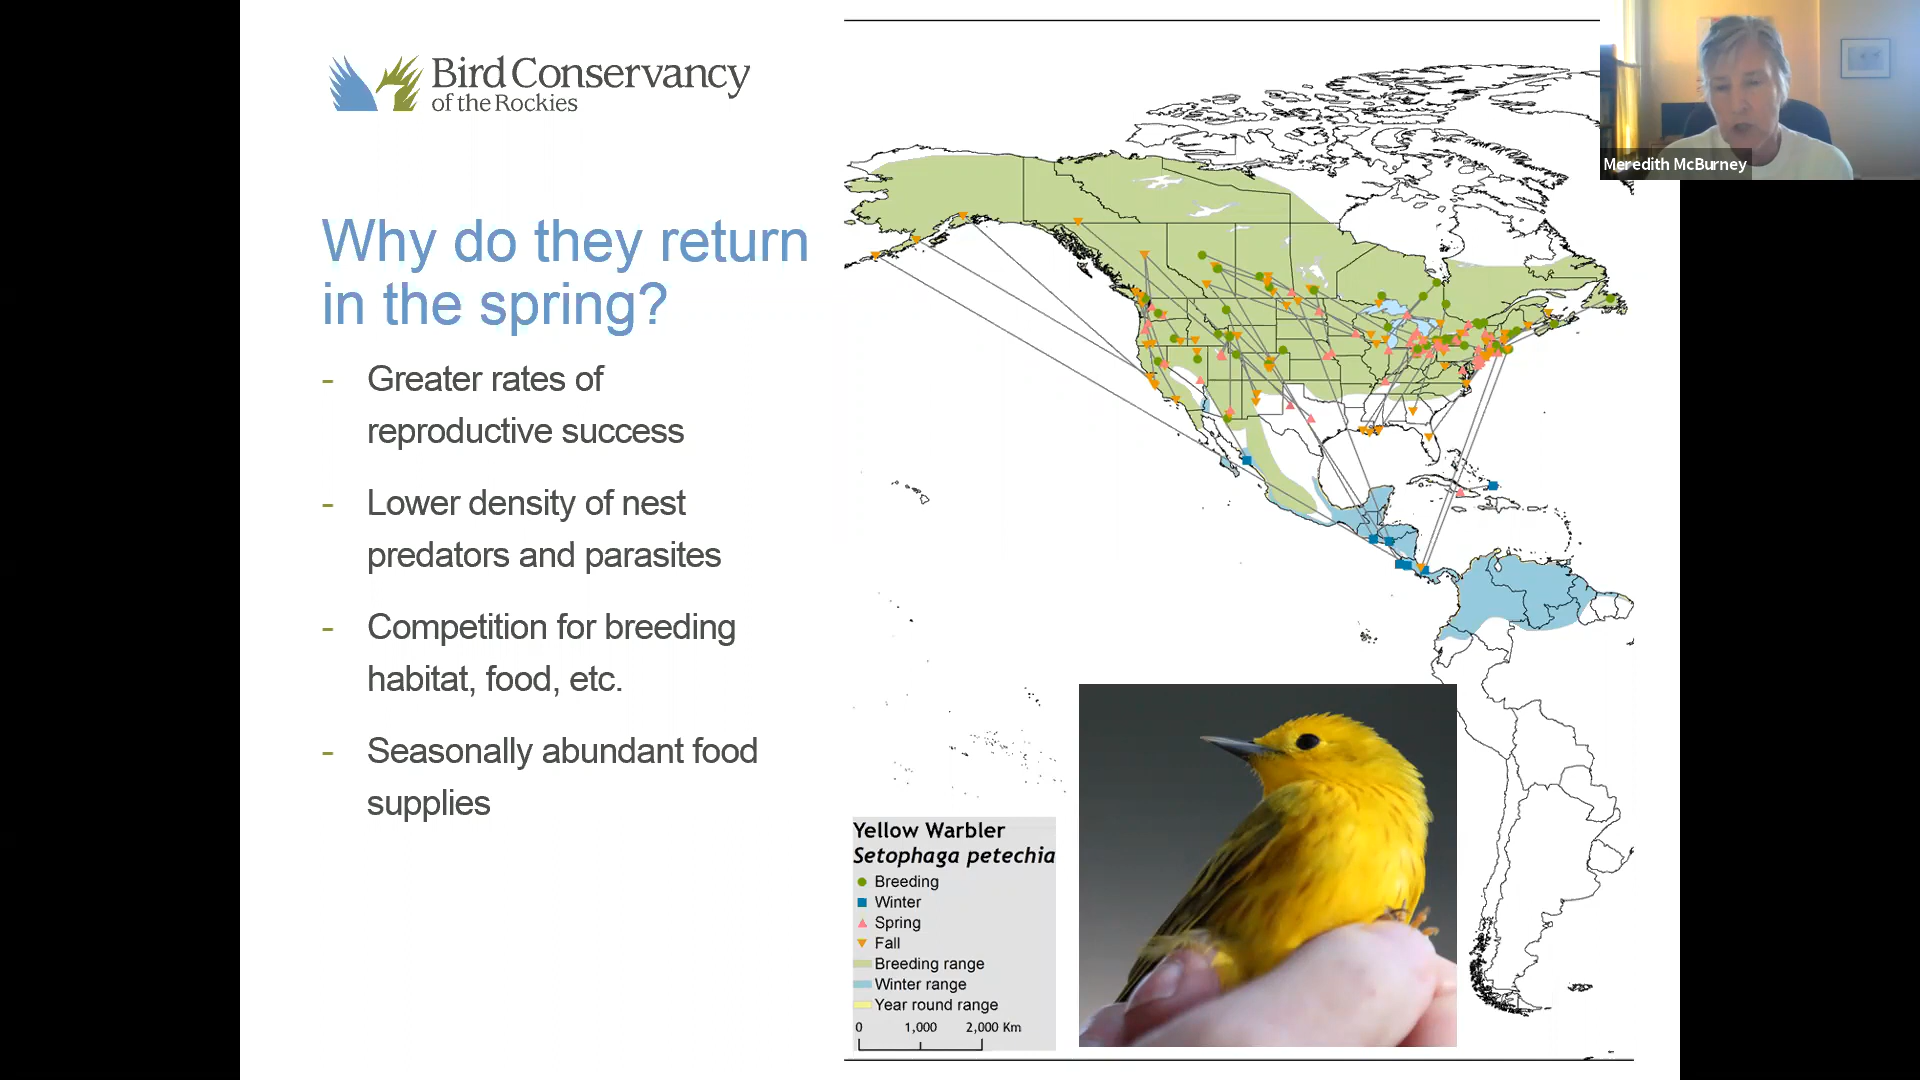 Bird Conservancy
of the Rockies
Meredith McBurney
Why do they return
in the spring?
- Greater rates of
reproductive success
- Lower density of nest
predators and parasites
- Competition for breeding
habitat, food, etc.
- Seasonally abundant food
supplies
Yellow Warbler
Setophaga petechia
Breeding
Winter
Spring
Fall
Breeding range
Winter range
Year round range
0 1,000 2,000 Km